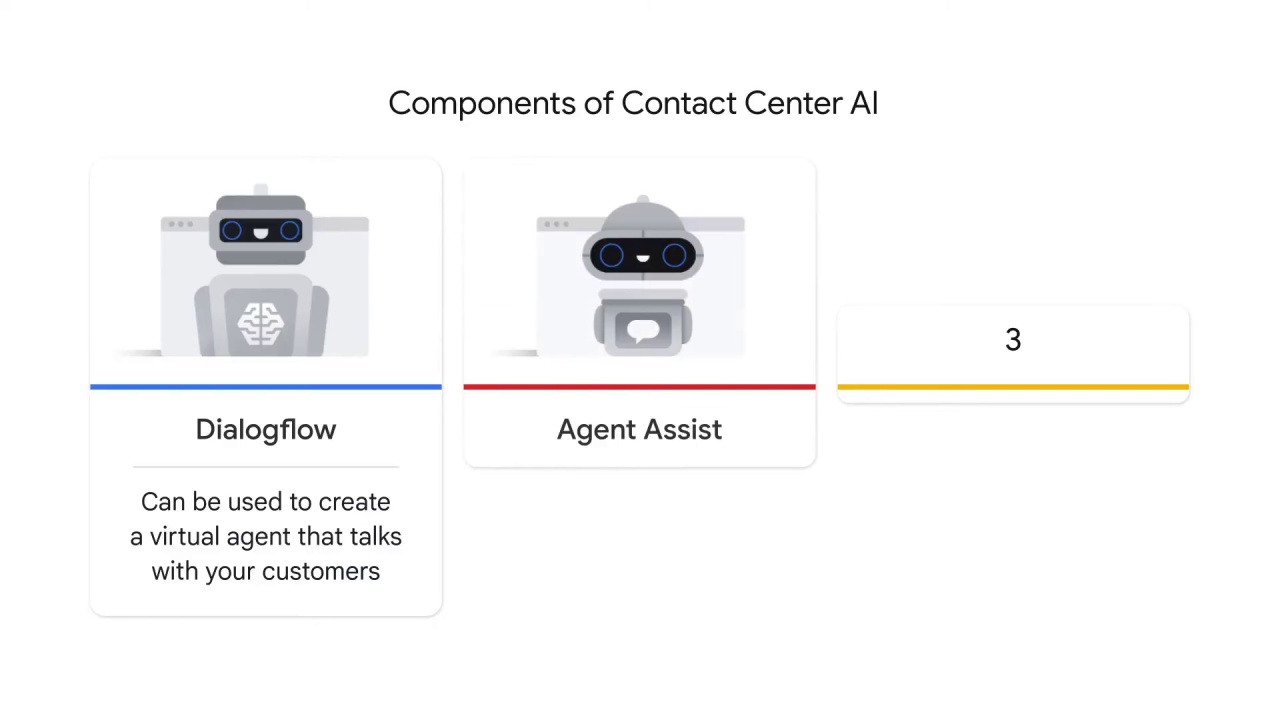 Components of Contact Center AI
Dialogflow
Can be used to create
a virtual agent that talks
with your customers
Agent Assist
3